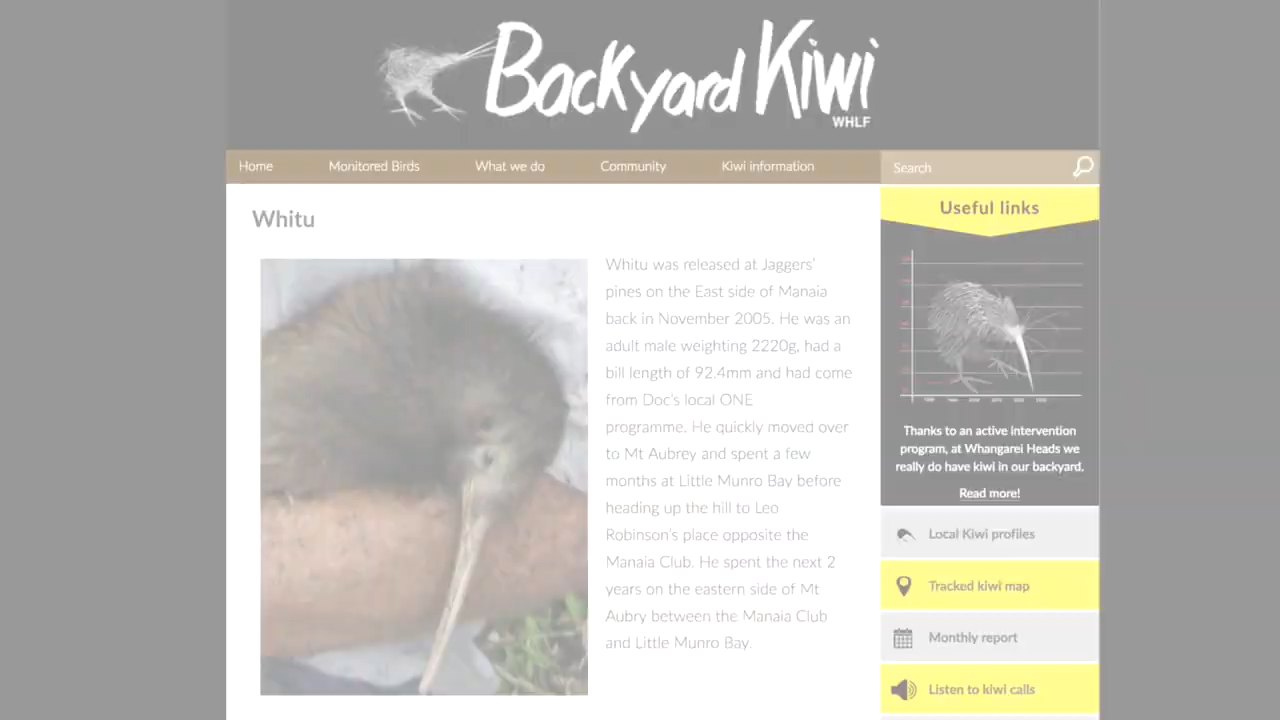 Backyard Kiwi
WHLF
Home Monitored Birds What we do Community Kiwi information Search
Whitu
Whitu was released at Jaggers'
pines on the East side of Manaia
back in November 2005. He was an
adult male weighting 2220g, had a
bill length of 92.4mm and had come
from Doc's local ONE
programme. He quickly moved over
to Mt Aubrey and spent a few
months at Little Munro Bay before
heading up the hill to Leo
Robinson's place opposite the
Manaia Club. He spent the next 2
years on the eastern side of Mt
Aubry between the Manaia Club
and Little Munro Bay.
Useful links
Thanks to an active intervention
program, at Whangarei Heads we
really do have kiwi in our backyard.
Read more!
Local Kiwi profiles
Tracked kiwi map
Monthly report
Listen to kiwi calls